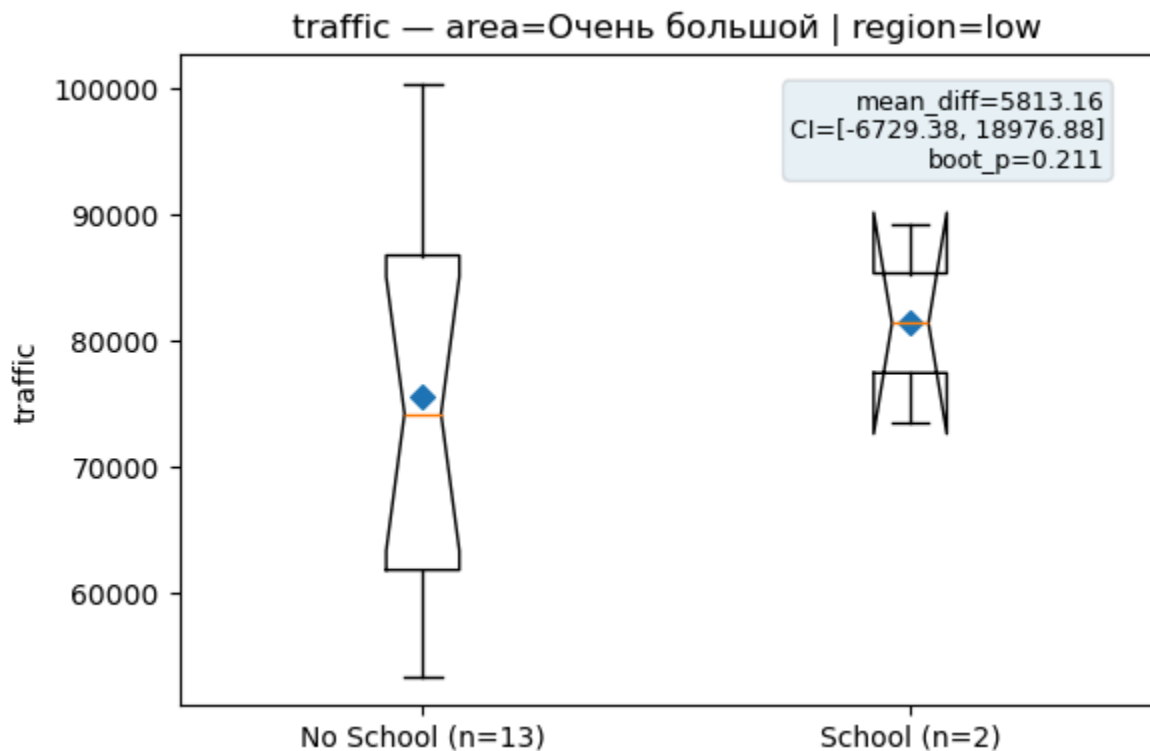 traffic — area=Очень большой | region=low
100000
90000
80000
70000
60000
traffic
mean_diff=5813.16
CI=[-6729.38, 18976.88]
boot_p=0.211
No School (n=13)
School (n=2)